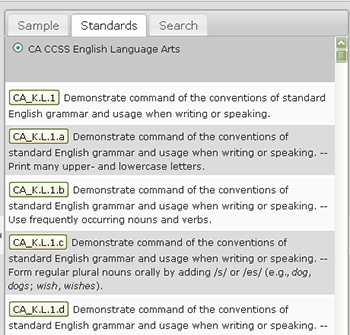 Sample Standards Search
CA CCSS English Language Arts
CA_K.L.1 Demonstrate command of the conventions of standard
English grammar and usage when writing or speaking.
CA_K.L.1.a Demonstrate command of the conventions of
standard English grammar and usage when writing or speaking. --
Print many upper- and lowercase letters.
CA_K.L.1.b Demonstrate command of the conventions of
standard English grammar and usage when writing or speaking. --
Use frequently occurring nouns and verbs.
CA_K.L.1.c Demonstrate command of the conventions of
standard English grammar and usage when writing or speaking. --
Form regular plural nouns orally by adding /s/ or /es/ (e.g., dog,
dogs; wish, wishes).
CA_K.L.1.d Demonstrate command of the conventions of
standard English grammar and usage when writing or speaking. --